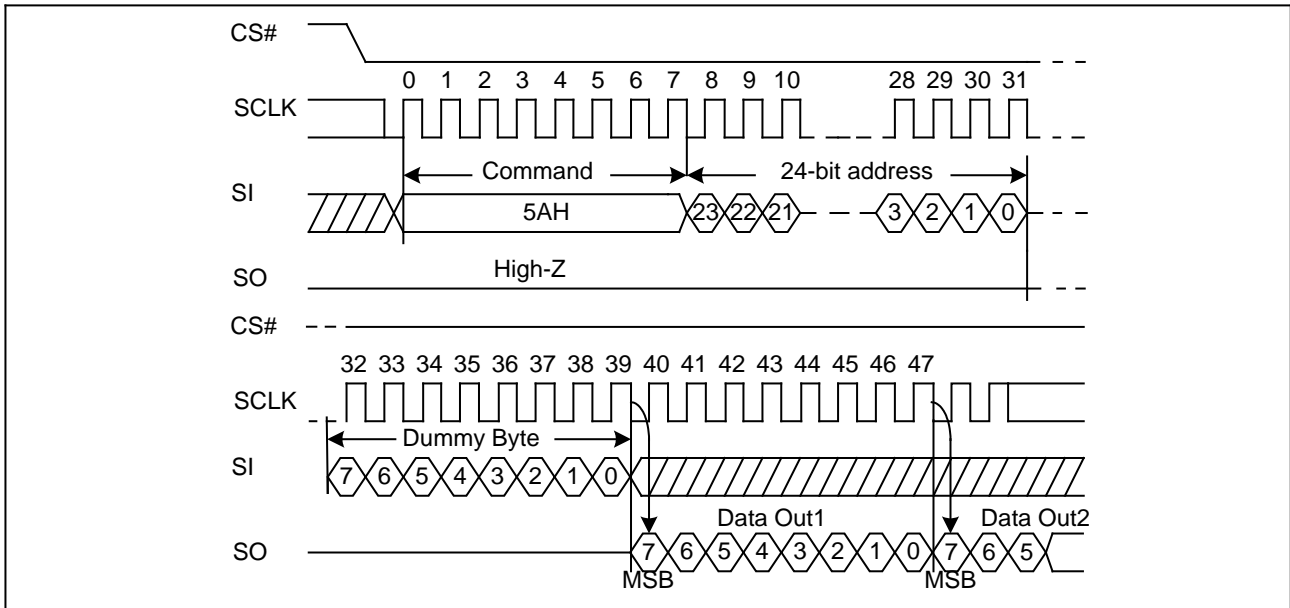 CS#
0 1 2 3 4 5 6 7 8 9 10 28 29 30 31
SCLK
Command 24-bit address
SI
5AH 23 22 21 3 2 1 0
High-Z
SO
CS#
32 33 34 35 36 37 38 39 40 41 42 43 44 45 46 47
SCLK
Dummy Byte
SI
7 6 5 4 3 2 1 0
Data Out1 Data Out2
SO
7 6 5 4 3 2 1 0 7 6 5
MSB MSB